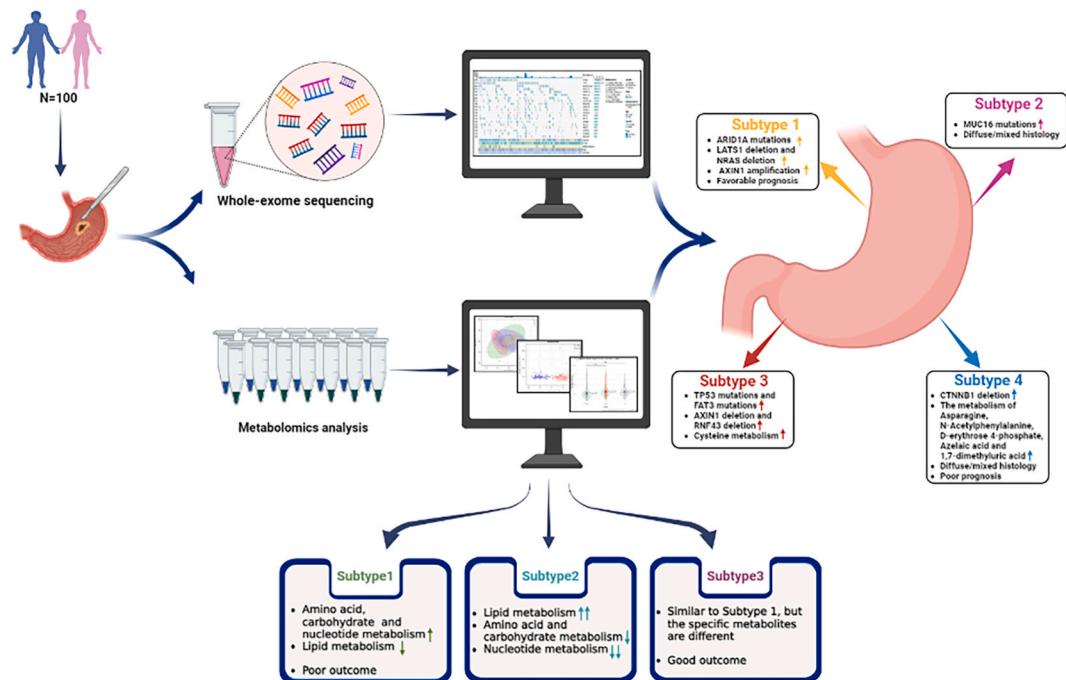 N=100
Whole-exome sequencing
Metabolomics analysis
Subtype 1
• ARID1A mutations ↑
• LATS1 deletion and
NRAS deletion ↑
• AXIN1 amplification ↑
• Favorable prognosis
Subtype 2
• MUC16 mutations ↑
• Diffuse/mixed histology
Subtype 3
• TP53 mutations and
FAT3 mutations ↑
• AXIN1 deletion and
RNF43 deletion ↑
• Cysteine metabolism ↑
Subtype 4
• CTNNB1 deletion ↑
• The metabolism of
Asparagine,
N-Acetylphenylalanine,
D-erythrose 4-phosphate,
Azelaic acid and
1,7-dimethyluric acid ↑
• Diffuse/mixed histology
• Poor prognosis
Subtype1
• Amino acid,
carbohydrate and
nucleotide metabolism ↑
• Lipid metabolism ↓
• Poor outcome
Subtype2
• Lipid metabolism ↑↑
• Amino acid and
carbohydrate metabolism ↓
• Nucleotide metabolism ↓↓
Subtype3
• Similar to Subtype 1, but
the specific metabolites
are different
• Good outcome